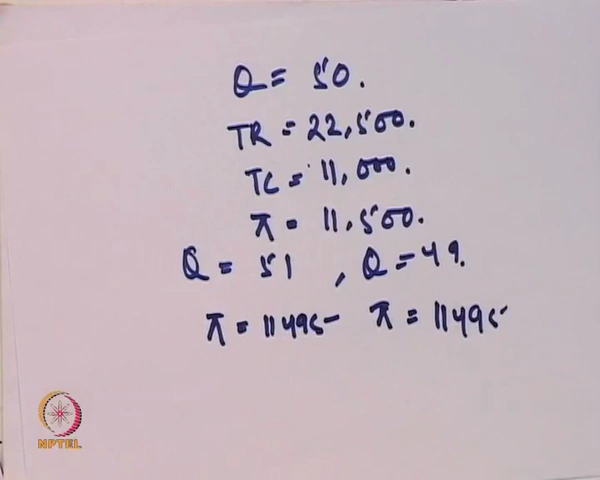 Q = 50.
TR = 22,500.
TC = 11,000.
π = 11,500.
Q = 51 , Q = 49.
π = 11495 π = 11495
NPTEL